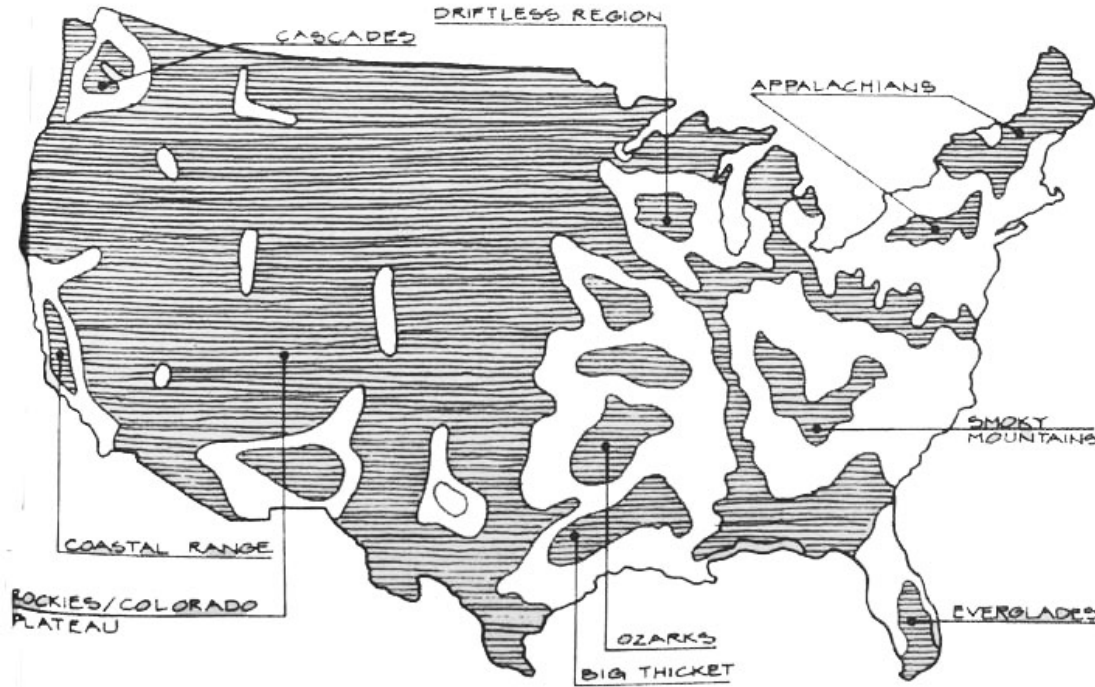 DRIFTLESS REGION
CASCADES
APPALACHIANS
SMOKY
MOUNTAINS
COASTAL RANGE
ROCKIES/COLORADO
PLATEAU
EVERGLADES
OZARKS
BIG THICKET